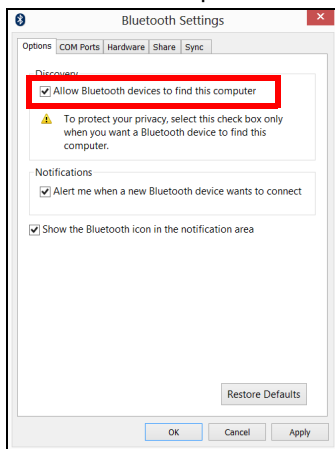 Bluetooth Settings
Options COM Ports Hardware Share Sync
Discovery
Allow Bluetooth devices to find this computer
To protect your privacy, select this check box only
when you want a Bluetooth device to find this
computer.
Notifications
Alert me when a new Bluetooth device wants to connect
Show the Bluetooth icon in the notification area
Restore Defaults
OK Cancel Apply